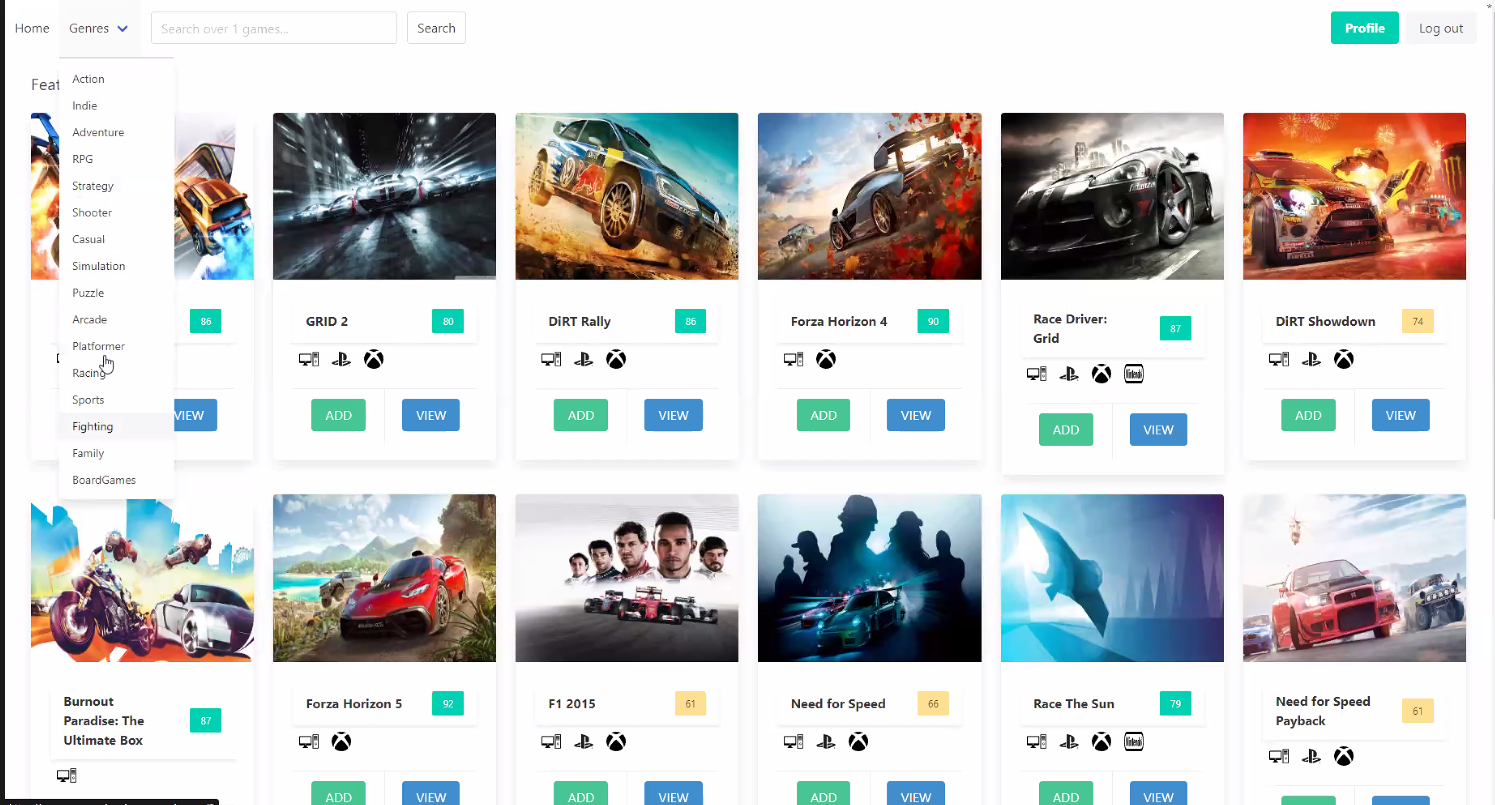 Home
Genres
Search over 1 games...
Search
Profile
Log out
Feat
Action
Indie
Adventure
RPG
Strategy
Shooter
Casual
Simulation
Puzzle
Arcade
Platformer
Racing
Sports
Fighting
Family
BoardGames
86
VIEW
GRID 2
80
ADD
VIEW
DiRT Rally
86
ADD
VIEW
Forza Horizon 4
90
ADD
VIEW
Race Driver:
Grid
87
Nintendo
ADD
VIEW
DiRT Showdown
74
ADD
VIEW
Burnout
Paradise: The
Ultimate Box
87
Forza Horizon 5
92
ADD
VIEW
F1 2015
61
ADD
VIEW
Need for Speed
66
ADD
VIEW
Race The Sun
79
Nintendo
ADD
VIEW
Need for Speed
Payback
61